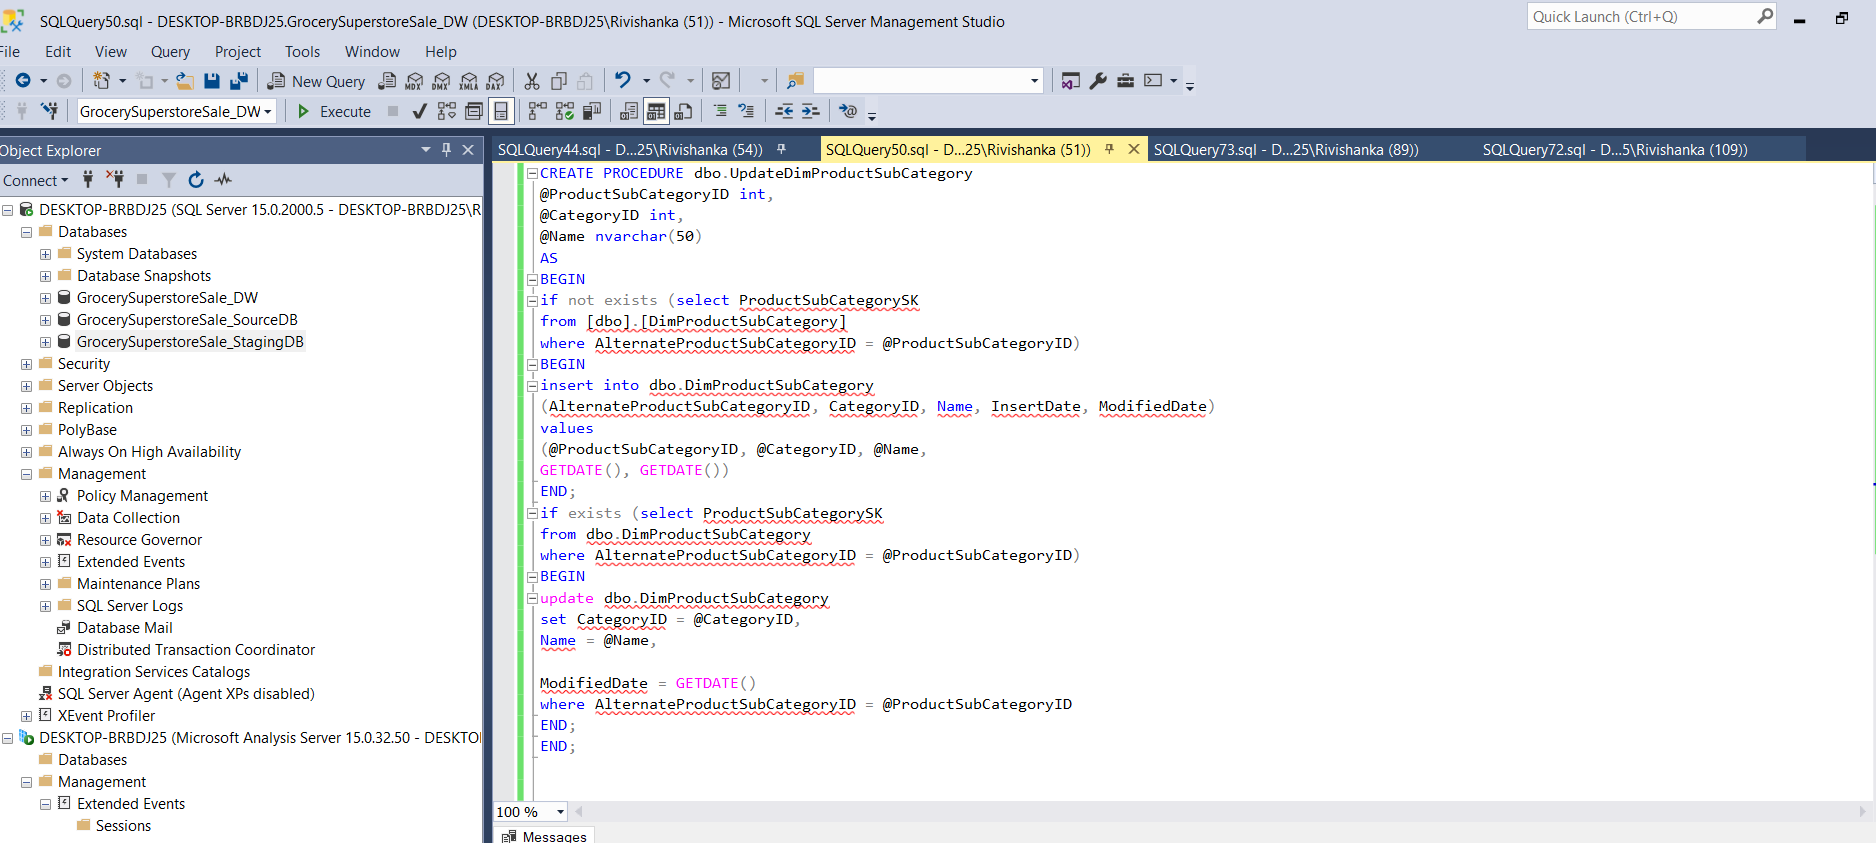 SQLQuery50.sql - DESKTOP-BRBDJ25.GrocerySuperstoreSale_DW (DESKTOP-BRBDJ25\Rivishanka (51)) - Microsoft SQL Server Management Studio
Quick Launch (Ctrl+Q)
File Edit View Query Project Tools Window Help
New Query MDX DMX XMLA DAX
GrocerySuperstoreSale_DW Execute
Object Explorer
Connect
DESKTOP-BRBDJ25 (SQL Server 15.0.2000.5 - DESKTOP-BRBDJ25\R
Databases
System Databases
Database Snapshots
GrocerySuperstoreSale_DW
GrocerySuperstoreSale_SourceDB
GrocerySuperstoreSale_StagingDB
Security
Server Objects
Replication
PolyBase
Always On High Availability
Management
Policy Management
Data Collection
Resource Governor
Extended Events
Maintenance Plans
SQL Server Logs
Database Mail
Distributed Transaction Coordinator
Integration Services Catalogs
SQL Server Agent (Agent XPs disabled)
XEvent Profiler
DESKTOP-BRBDJ25 (Microsoft Analysis Server 15.0.32.50 - DESKTO
Databases
Management
Extended Events
Sessions
SQLQuery44.sql - D...25\Rivishanka (54)) SQLQuery50.sql - D...25\Rivishanka (51)) SQLQuery73.sql - D...25\Rivishanka (89)) SQLQuery72.sql - D...5\Rivishanka (109))
CREATE PROCEDURE dbo.UpdateDimProductSubCategory
@ProductSubCategoryID int,
@CategoryID int,
@Name nvarchar(50)
AS
BEGIN
if not exists (select ProductSubCategorySK
from [dbo].[DimProductSubCategory]
where AlternateProductSubCategoryID = @ProductSubCategoryID)
BEGIN
insert into dbo.DimProductSubCategory
(AlternateProductSubCategoryID, CategoryID, Name, InsertDate, ModifiedDate)
values
(@ProductSubCategoryID, @CategoryID, @Name,
GETDATE(), GETDATE())
END;
if exists (select ProductSubCategorySK
from dbo.DimProductSubCategory
where AlternateProductSubCategoryID = @ProductSubCategoryID)
BEGIN
update dbo.DimProductSubCategory
set CategoryID = @CategoryID,
Name = @Name,
ModifiedDate = GETDATE()
where AlternateProductSubCategoryID = @ProductSubCategoryID
END;
END;
100 %
Messages